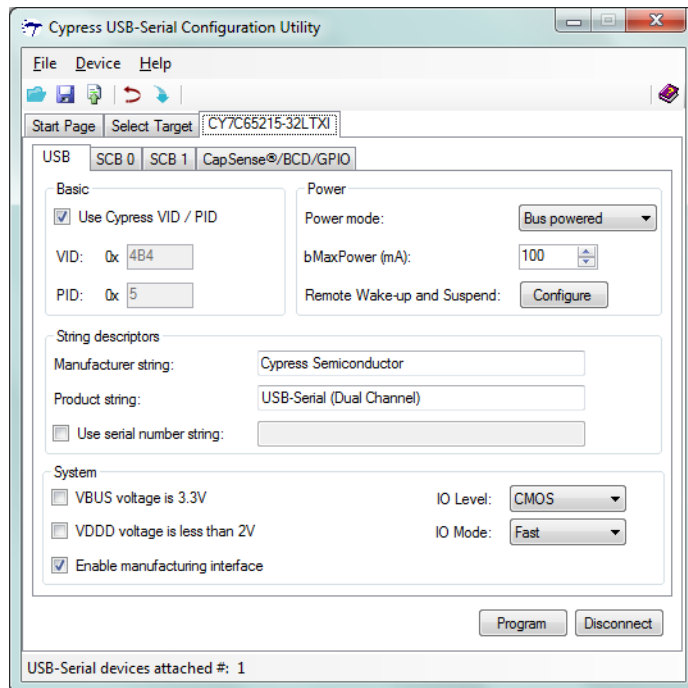 Cypress USB-Serial Configuration Utility
File Device Help
Start Page Select Target CY7C65215-32LTXI
USB SCB 0 SCB 1 CapSense®/BCD/GPIO
Basic
Use Cypress VID / PID
VID: 0x 4B4
PID: 0x 5
Power
Power mode: Bus powered
bMaxPower (mA): 100
Remote Wake-up and Suspend: Configure
String descriptors
Manufacturer string: Cypress Semiconductor
Product string: USB-Serial (Dual Channel)
Use serial number string:
System
VBUS voltage is 3.3V IO Level: CMOS
VDDD voltage is less than 2V IO Mode: Fast
Enable manufacturing interface
Program Disconnect
USB-Serial devices attached #: 1